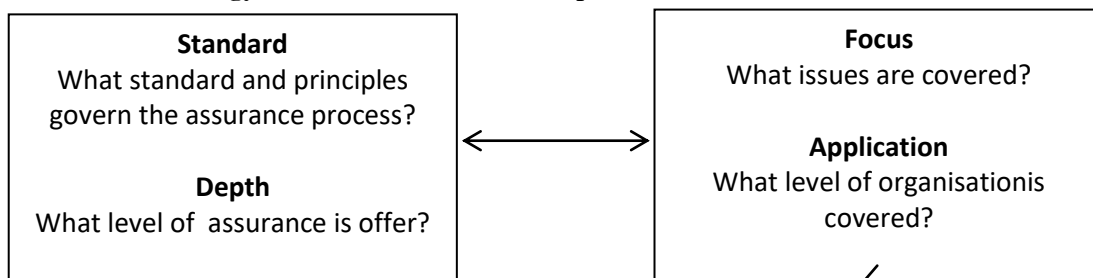 Standard
What standard and principles
govern the assurance process?
Depth
What level of  assurance is offer?
Focus
What issues are covered?
Application
What level of organisationis
covered?